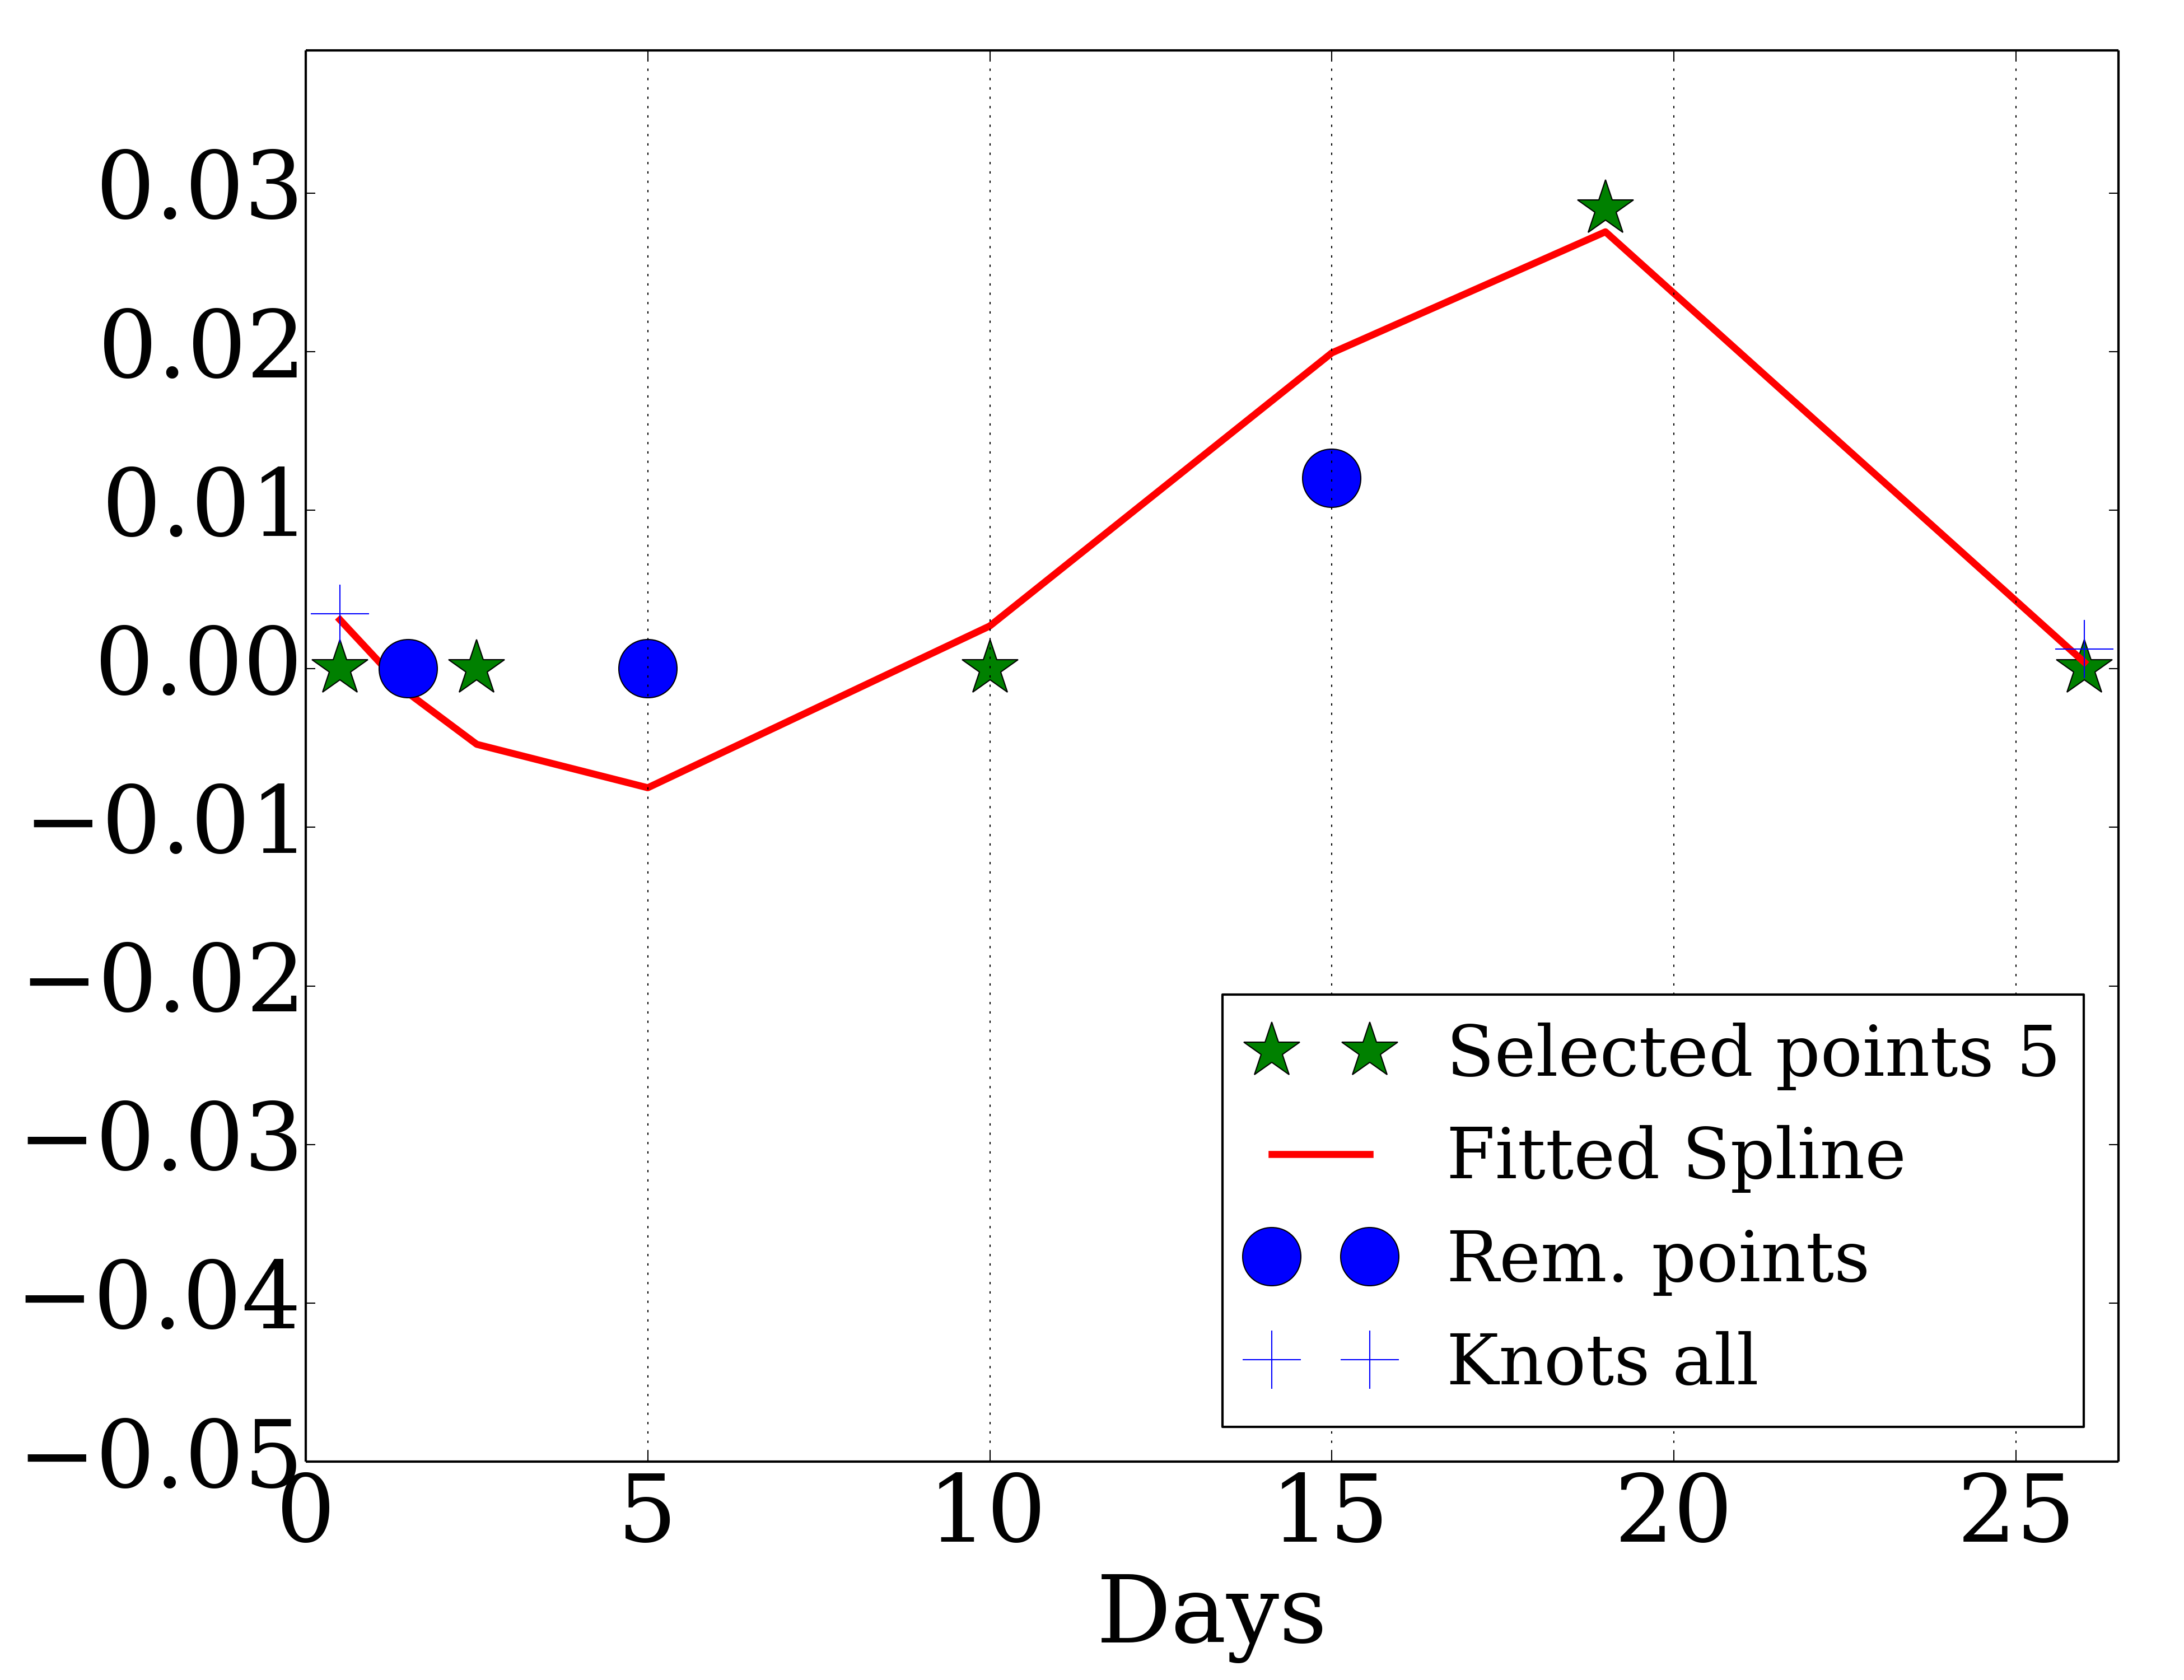 0.03
0.02
0.01
0.00
−0.01
−0.02
−0.03
−0.04
−0.05
0 5 10 15 20 25
Days
Selected points 5
Fitted Spline
Rem. points
Knots all